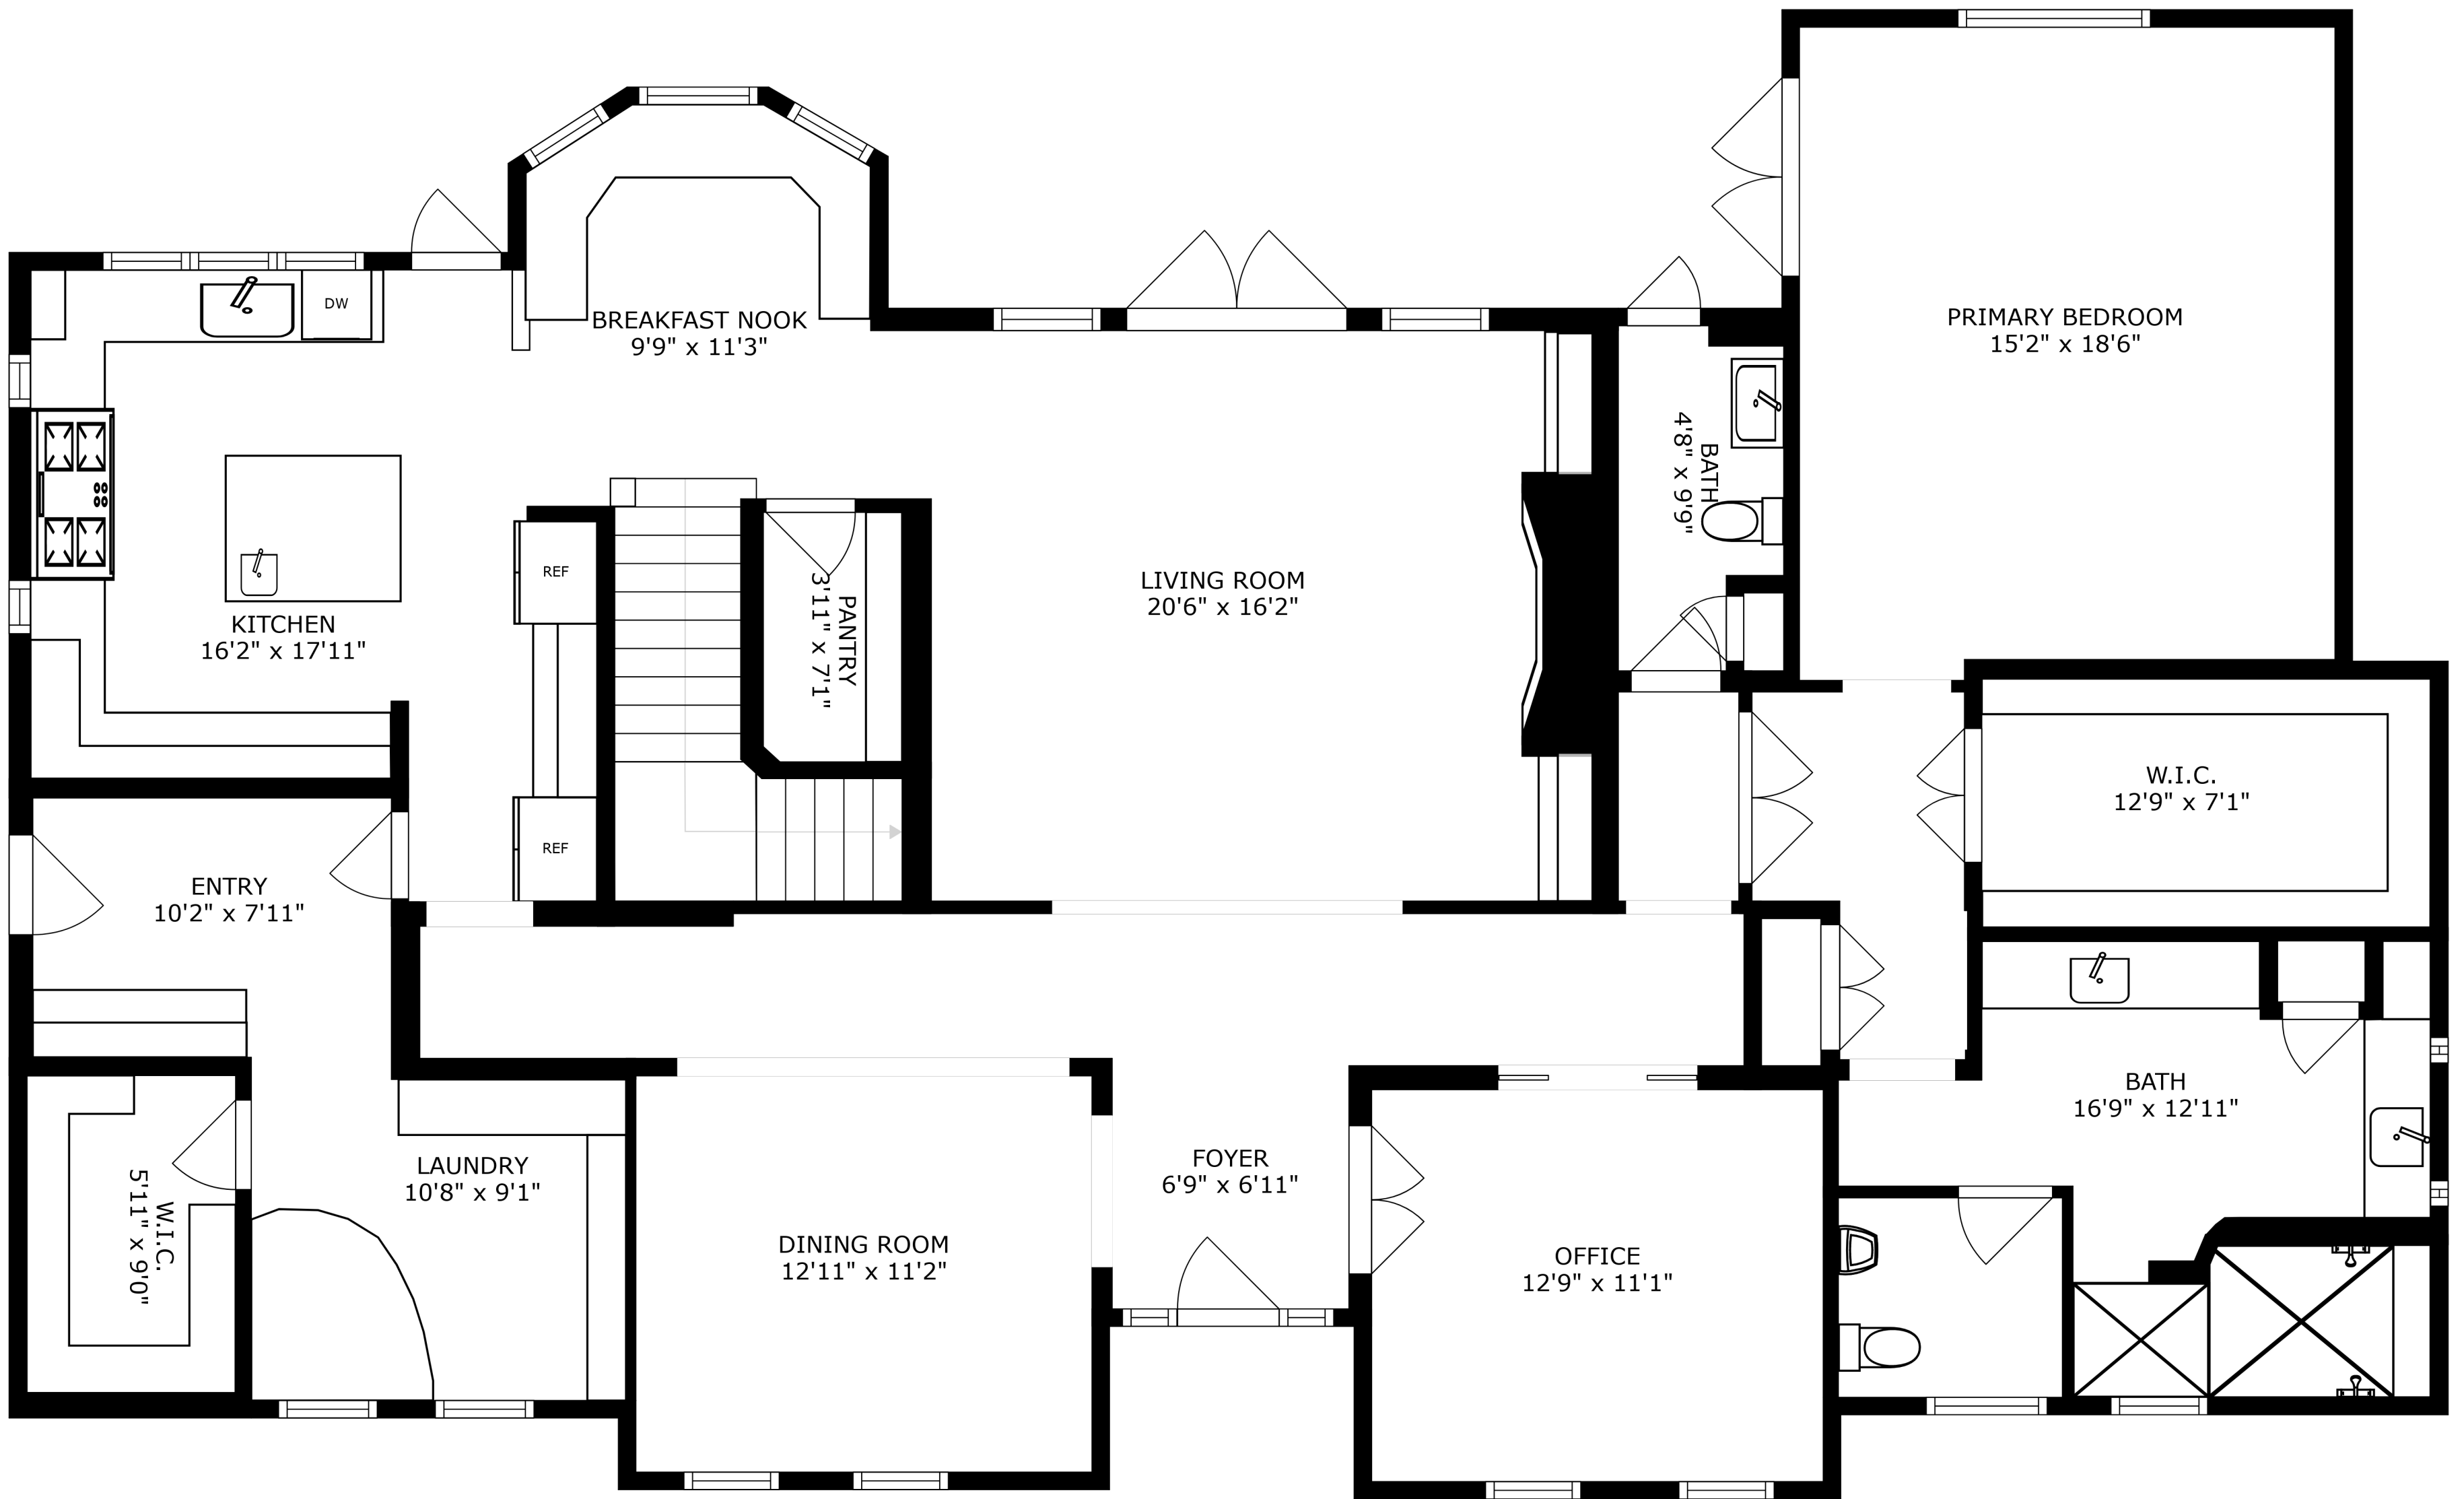 PRIMARY BEDROOM
15'2" x 18'6"
DW
BREAKFAST NOOK
9'9" x 11'3"
BATH
4'8" x 9'9"
REF
LIVING ROOM
20'6" x 16'2"
KITCHEN
16'2" x 17'11"
PANTRY
3'11" x 7'1"
W.I.C.
12'9" x 7'1"
REF
ENTRY
10'2" x 7'11"
BATH
16'9" x 12'11"
LAUNDRY
10'8" x 9'1"
FOYER
6'9" x 6'11"
W.I.C.
5'11" x 9'0"
DINING ROOM
12'11" x 11'2"
OFFICE
12'9" x 11'1"